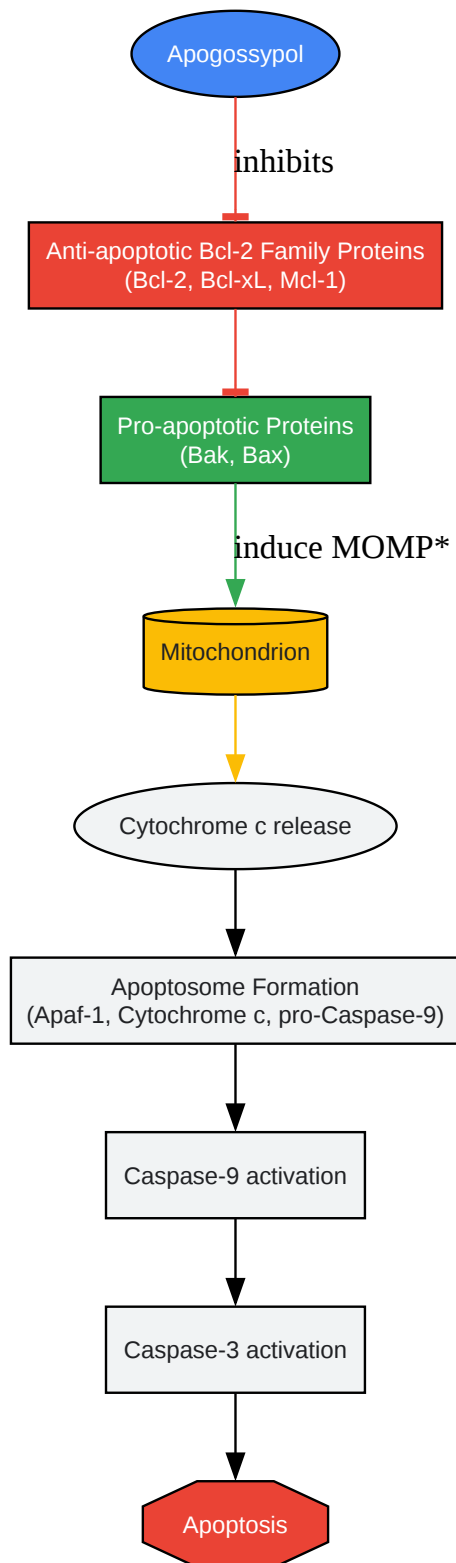 Apogossypol
inhibits
Anti-apoptotic Bcl-2 Family Proteins
(Bcl-2, Bcl-xL, Mcl-1)
Pro-apoptotic Proteins
(Bak, Bax)
induce MOMP*
Mitochondrion
Cytochrome c release
Apoptosome Formation
(Apaf-1, Cytochrome c, pro-Caspase-9)
Caspase-9 activation
Caspase-3 activation
Apoptosis